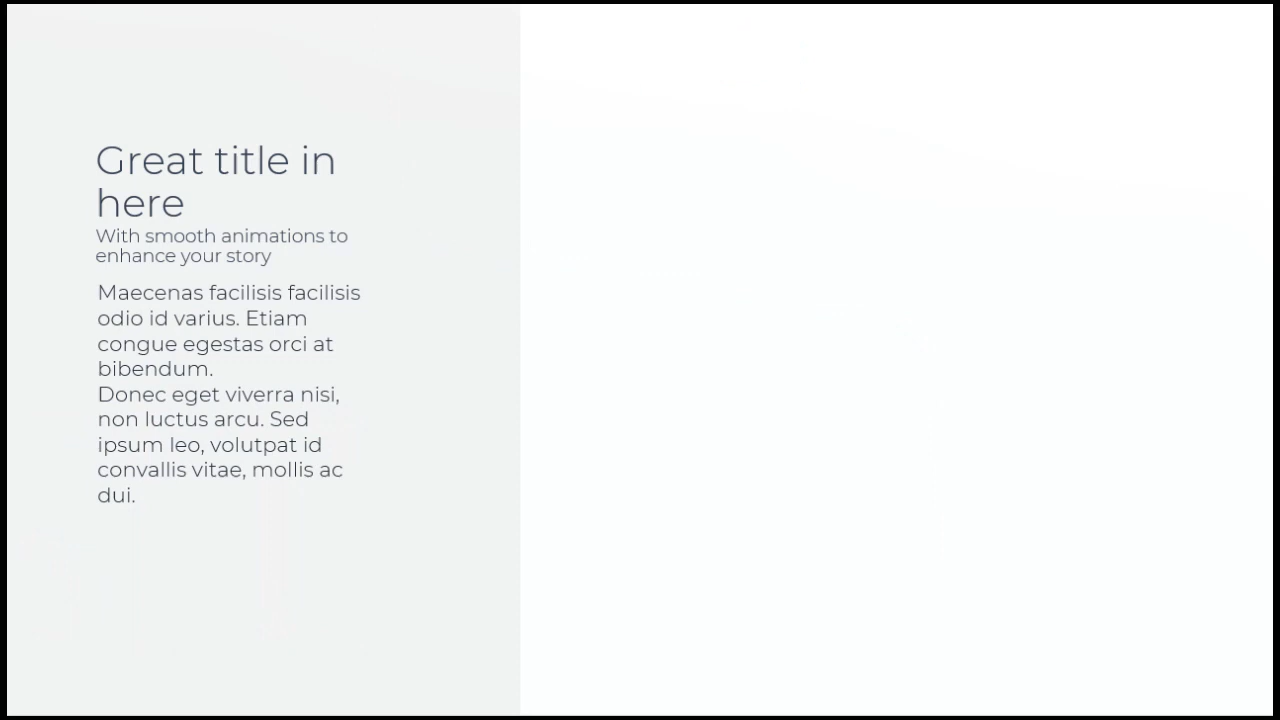 Great title in
here
With smooth animations to
enhance your story
Maecenas facilisis facilisis
odio id varius. Etiam
congue egestas orci at
bibendum.
Donec eget viverra nisi,
non luctus arcu. Sed
ipsum leo, volutpat id
convallis vitae, mollis ac
dui.